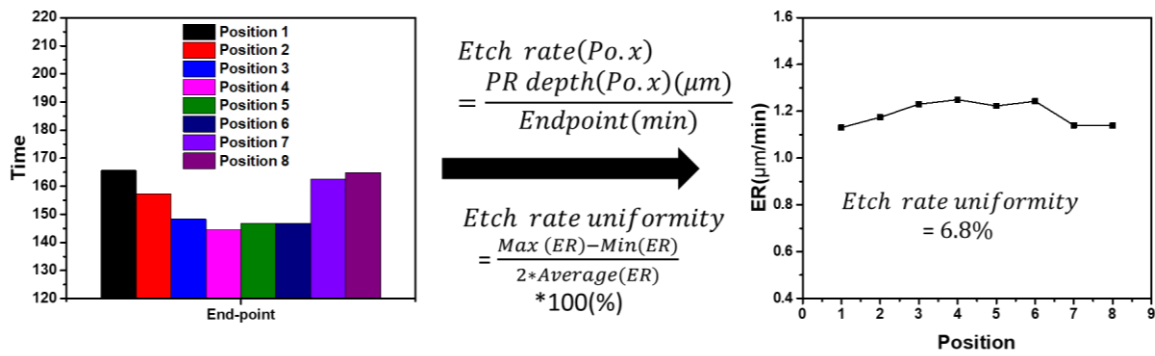 220
210
200
190
180
170
160
150
140
130
120
Time
Position 1
Position 2
Position 3
Position 4
Position 5
Position 6
Position 7
Position 8
End-point
Etch rate(Po.x)
= PR depth(Po.x)(μm)
Endpoint(min)
Etch rate uniformity
= Max (ER)−Min(ER)
2*Average(ER)
*100(%)
1.6
1.4
1.2
1.0
0.8
0.6
0.4
ER(μm/min)
Etch rate uniformity
= 6.8%
0 1 2 3 4 5 6 7 8 9
Position